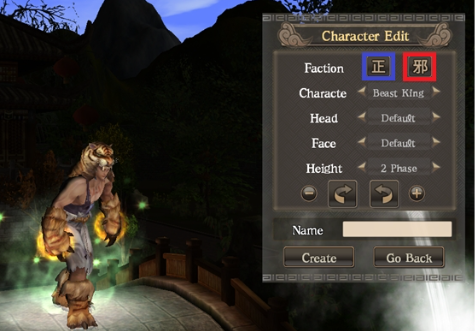 Character Edit
Faction 正 邪
Characte Beast King
Head Default
Face Default
Height 2 Phase
Name
Create Go Back